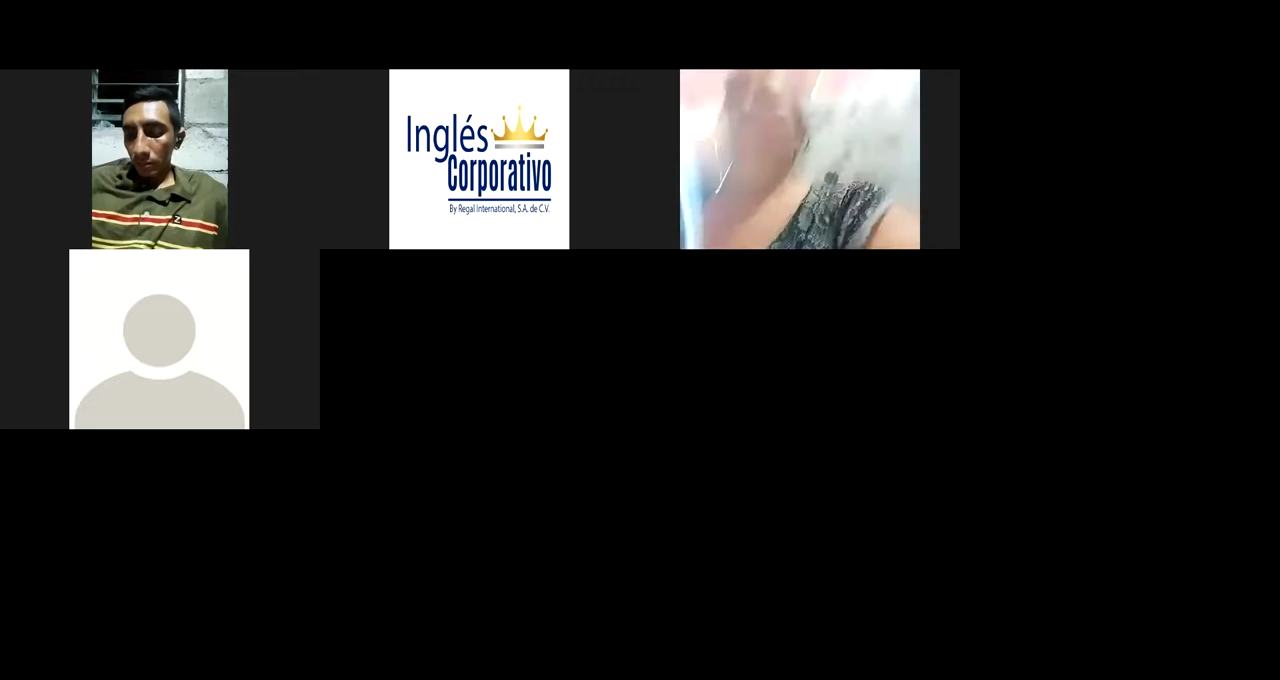 Inglés
Corporativo
By Regal International, S.A. de C.V.